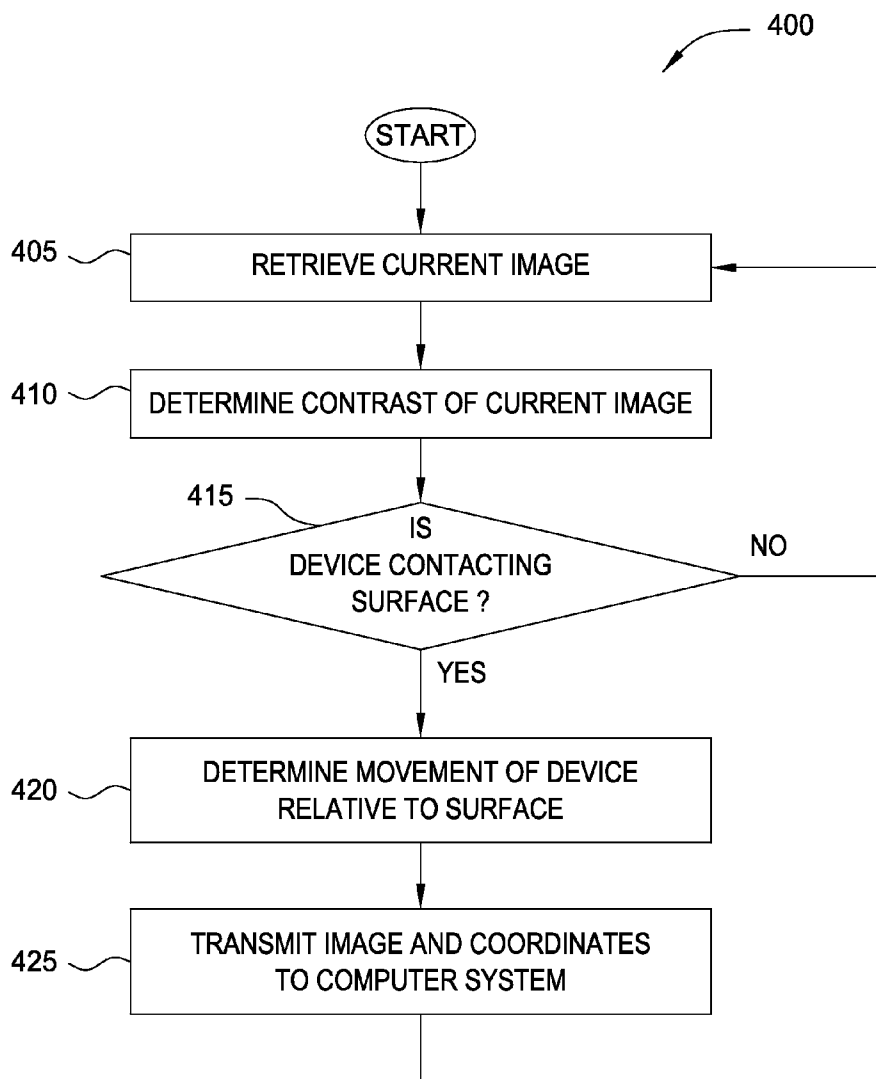 400
START
405
RETRIEVE CURRENT IMAGE
410
DETERMINE CONTRAST OF CURRENT IMAGE
415
IS
DEVICE CONTACTING
SURFACE ?
NO
YES
420
DETERMINE MOVEMENT OF DEVICE
RELATIVE TO SURFACE
425
TRANSMIT IMAGE AND COORDINATES
TO COMPUTER SYSTEM